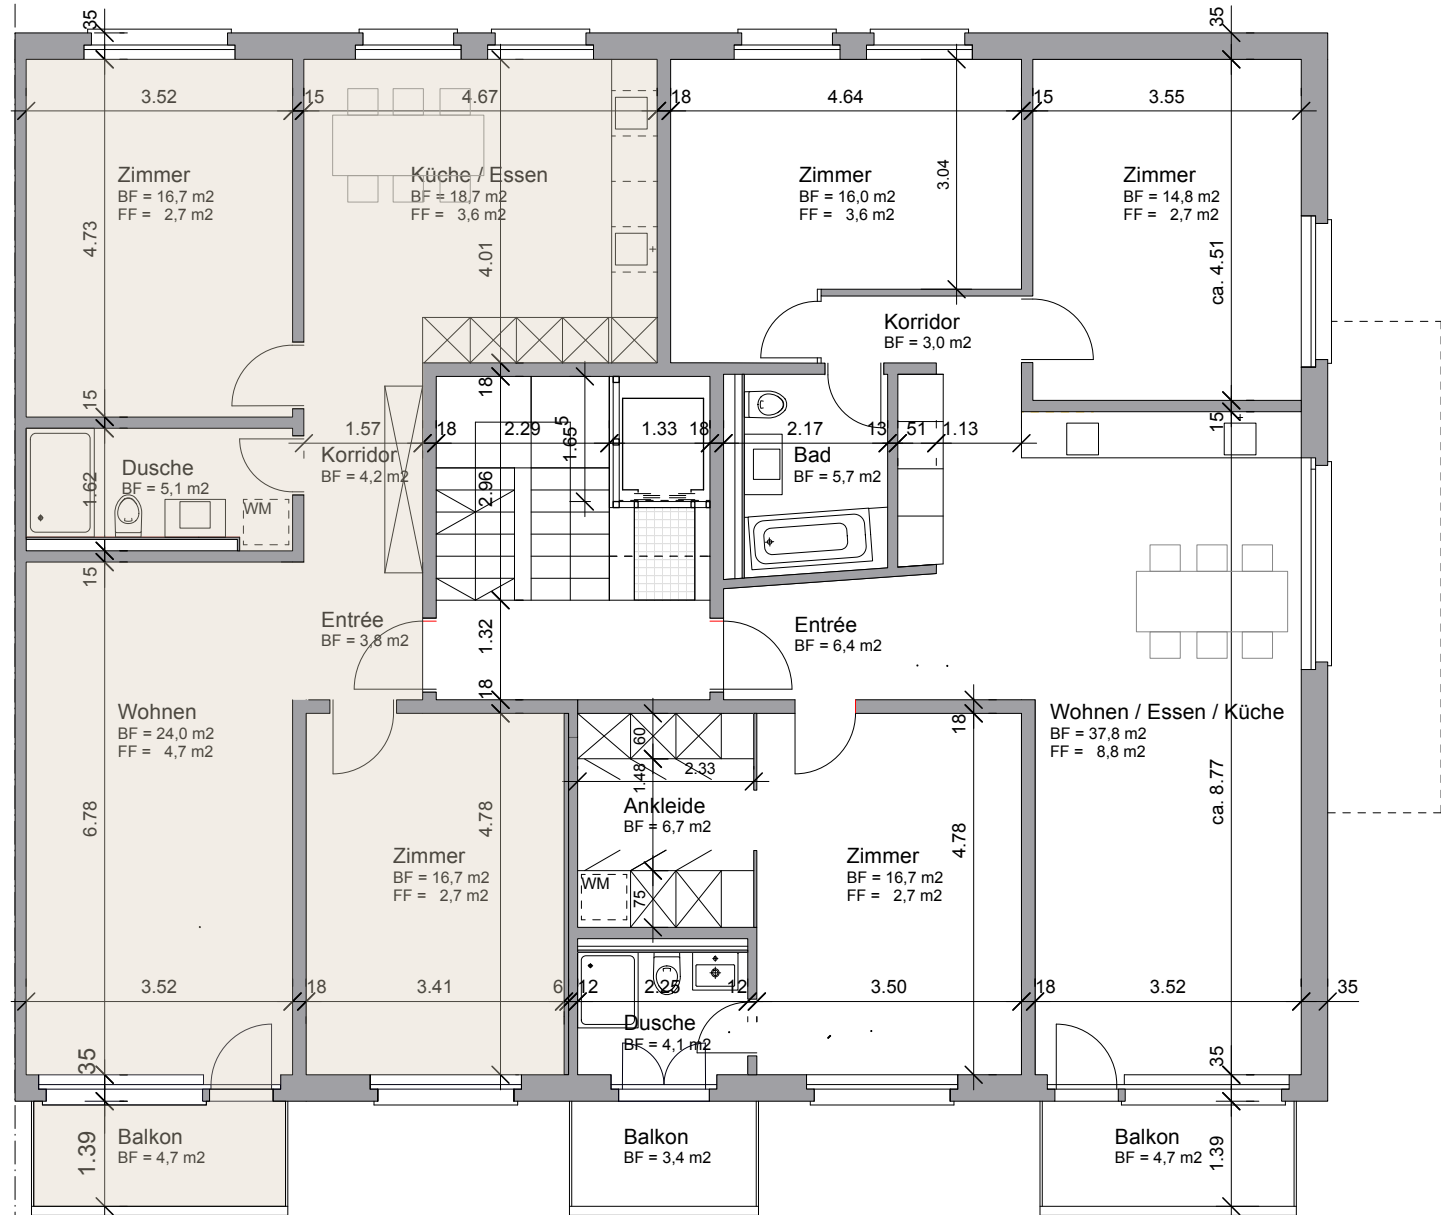 35
35
3.52
15
4.67
18
4.64
15
3.55
Zimmer
BF = 16,7 m2
FF = 2,7 m2
Küche / Essen
BF = 18,7 m2
FF = 3,6 m2
Zimmer
BF = 16,0 m2
FF = 3,6 m2
3.04
Zimmer
BF = 14,8 m2
FF = 2,7 m2
4.73
4.01
ca. 4.51
Korridor
BF = 3,0 m2
15
18
15
1.57
18
2.29
1.65⁵
1.33
18
2.17
13
51
1.13
Korridor
BF = 4,2 m2
Dusche
BF = 5,1 m2
1.62
WM
2.96
Bad
BF = 5,7 m2
15
Entrée
BF = 3,8 m2
1.32
Entrée
BF = 6,4 m2
18
Wohnen
BF = 24,0 m2
FF = 4,7 m2
60
18
Wohnen / Essen / Küche
BF = 37,8 m2
FF = 8,8 m2
1.48
2.33
6.78
4.78
Ankleide
BF = 6,7 m2
4.78
ca. 8.77
Zimmer
BF = 16,7 m2
FF = 2,7 m2
WM
75
Zimmer
BF = 16,7 m2
FF = 2,7 m2
3.52
18
3.41
6
12
2.25
12
3.50
18
3.52
35
Dusche
BF = 4,1 m2
35
35
Balkon
BF = 4,7 m2
1.39
Balkon
BF = 3,4 m2
Balkon
BF = 4,7 m2
1.39